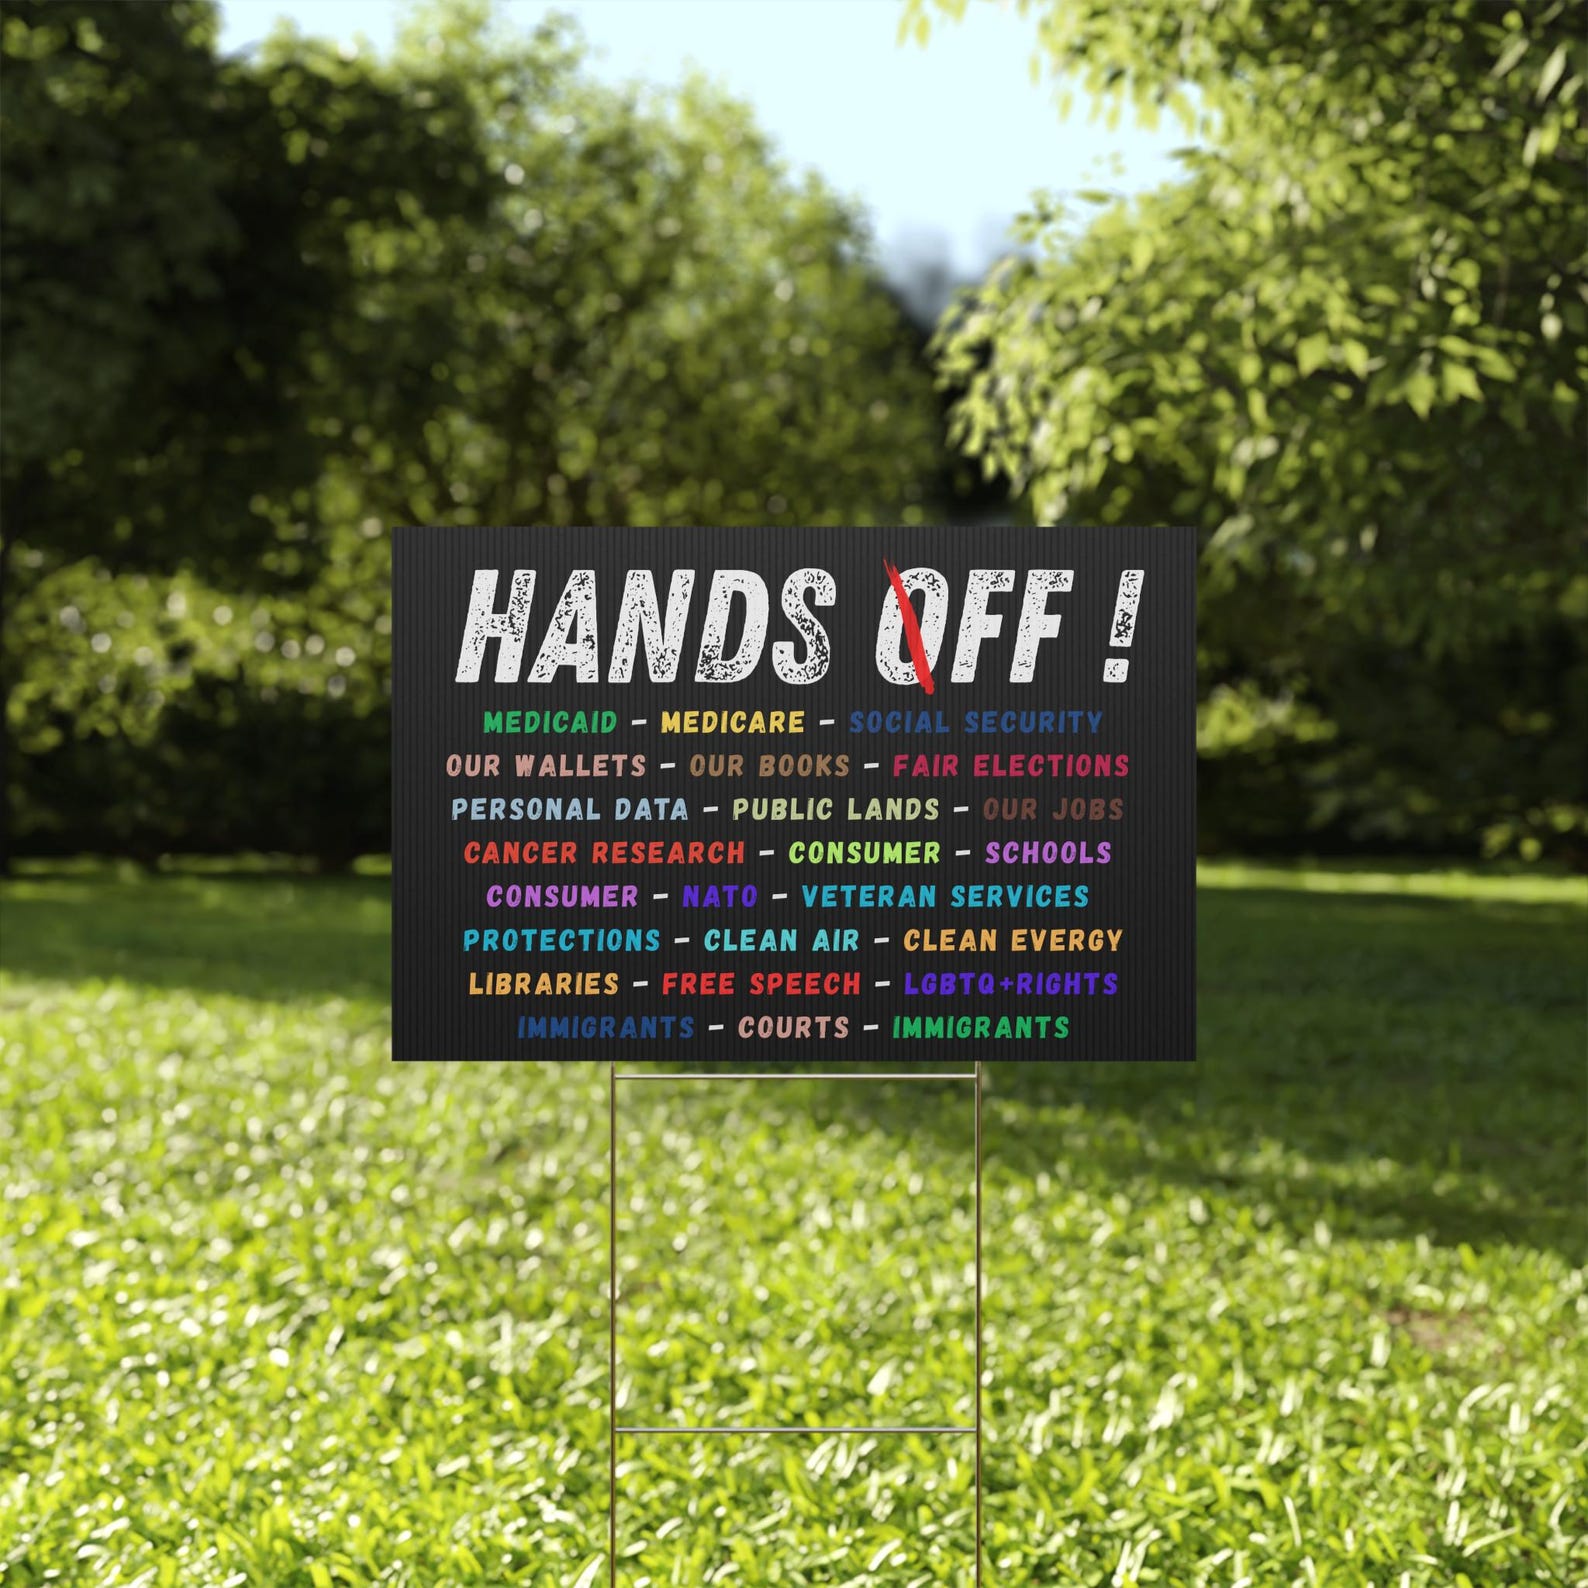 HANDS OFF !
MEDICAID - MEDICARE - SOCIAL SECURITY
OUR WALLETS - OUR BOOKS - FAIR ELECTIONS
PERSONAL DATA - PUBLIC LANDS - OUR JOBS
CANCER RESEARCH - CONSUMER - SCHOOLS
CONSUMER - NATO - VETERAN SERVICES
PROTECTIONS - CLEAN AIR - CLEAN EVERGY
LIBRARIES - FREE SPEECH - LGBTQ+RIGHTS
IMMIGRANTS - COURTS - IMMIGRANTS